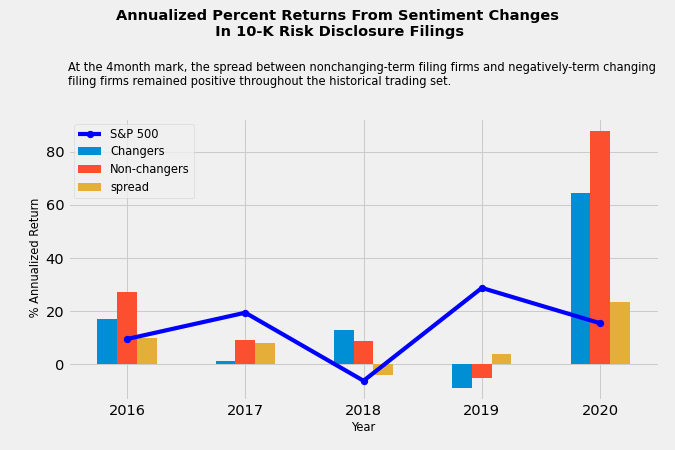 Annualized Percent Returns From Sentiment Changes
In 10-K Risk Disclosure Filings
At the 4month mark, the spread between nonchanging-term filing firms and negatively-term changing
filing firms remained positive throughout the historical trading set.
S&P 500
Changers
Non-changers
spread
% Annualized Return
80
60
40
20
0
2016 2017 2018 2019 2020
Year